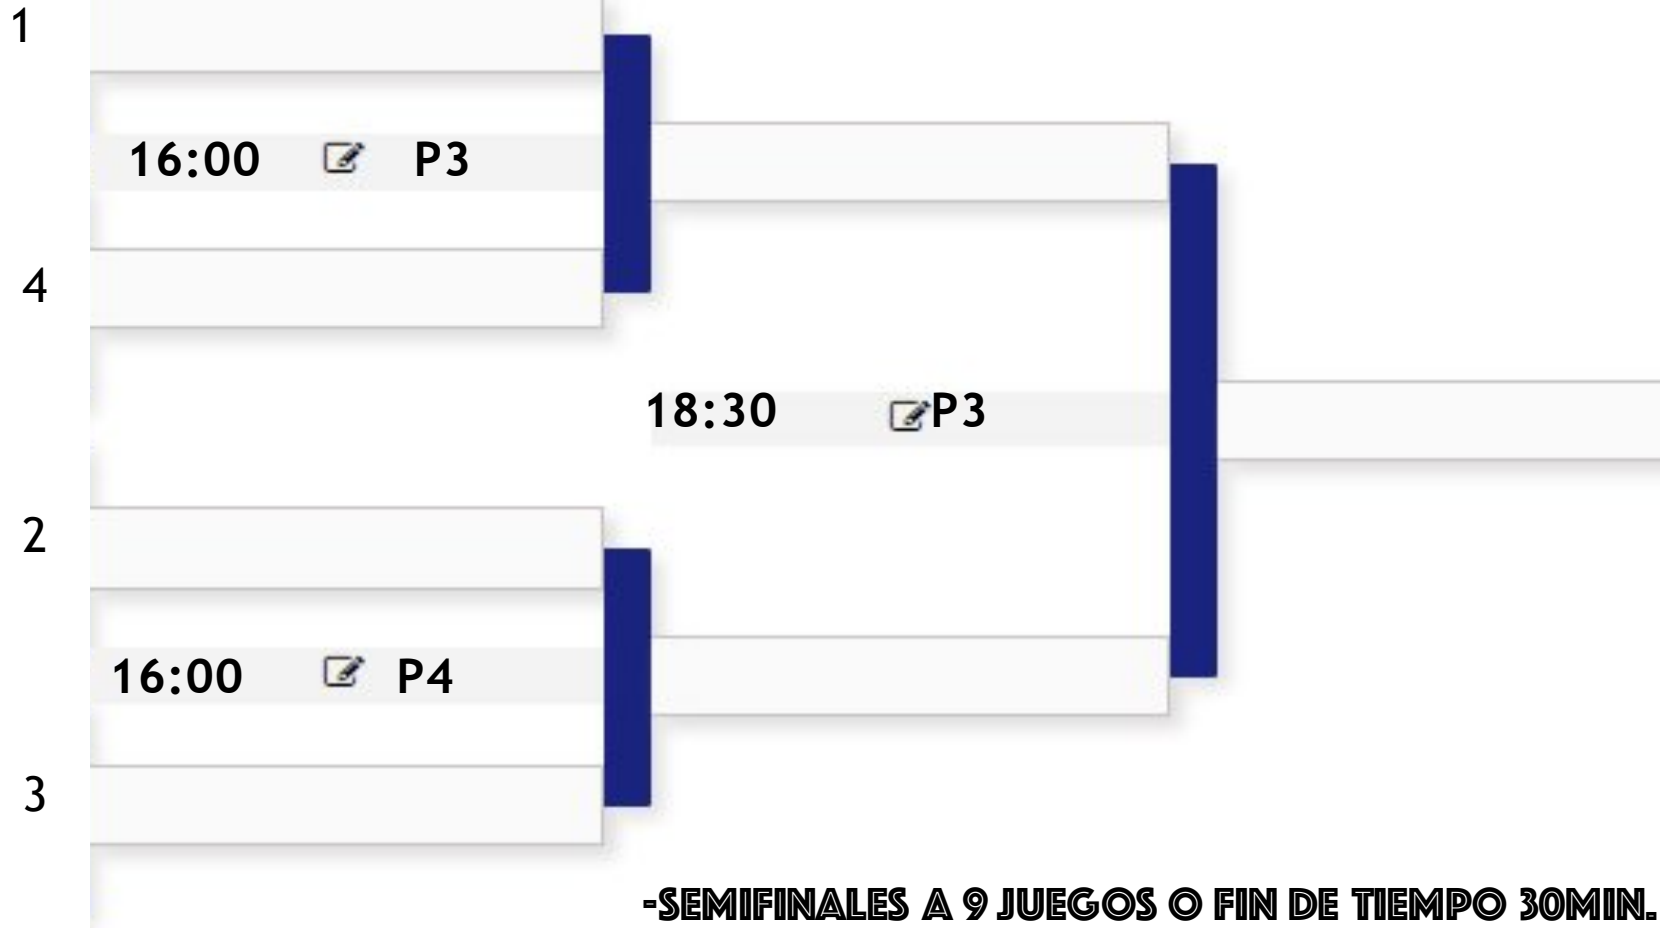 1
16:00 P3
4
18:30 P3
2
16:00 P4
3
-SEMIFINALES A 9 JUEGOS O FIN DE TIEMPO 30MIN.